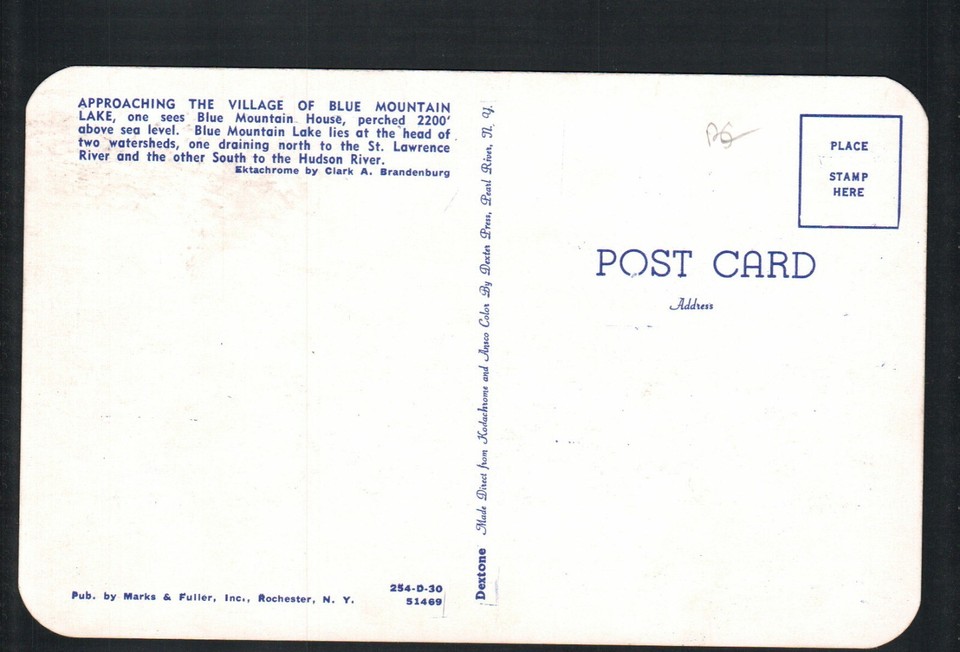 APPROACHING THE VILLAGE OF BLUE MOUNTAIN
LAKE, one sees Blue Mountain House, perched 2200'
above sea level. Blue Mountain Lake lies at the head of
two watersheds, one draining north to the St. Lawrence
River and the other South to the Hudson River.
Ektachrome by Clark A. Brandenburg
Pub. by Marks & Fuller, Inc., Rochester, N. Y.
254-D-30
51469
Dextone Made Direct from Kodachrome and Ansco Color By Dexter Press, Pearl River, N. Y.
PLACE
STAMP
HERE
POST CARD
Address